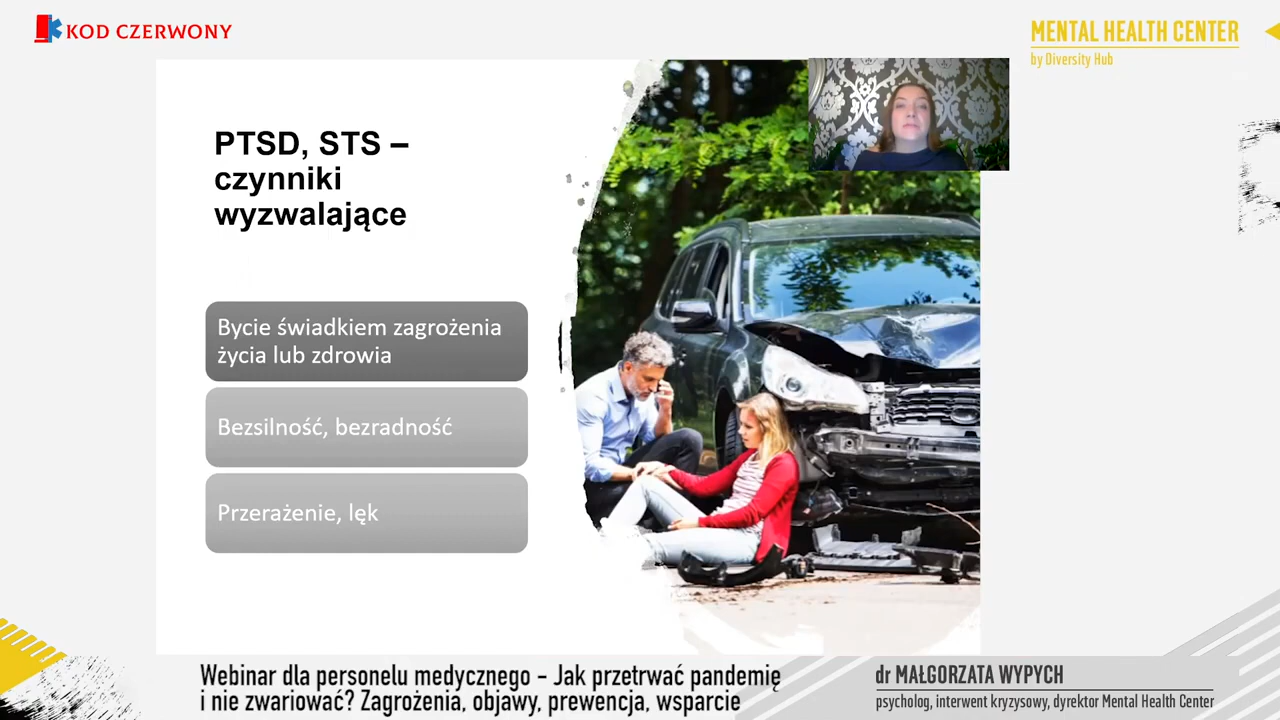 KOD CZERWONY
MENTAL HEALTH CENTER
by Diversity Hub
PTSD, STS –
czynniki
wyzwalające
Bycie świadkiem zagrożenia
życia lub zdrowia
Bezsilność, bezradność
Przerażenie, lęk
Webinar dla personelu medycznego – Jak przetrwać pandemię
i nie zwariować? Zagrożenia, objawy, prewencja, wsparcie
dr MAŁGORZATA WYPYCH
psycholog, interwent kryzysowy, dyrektor Mental Health Center